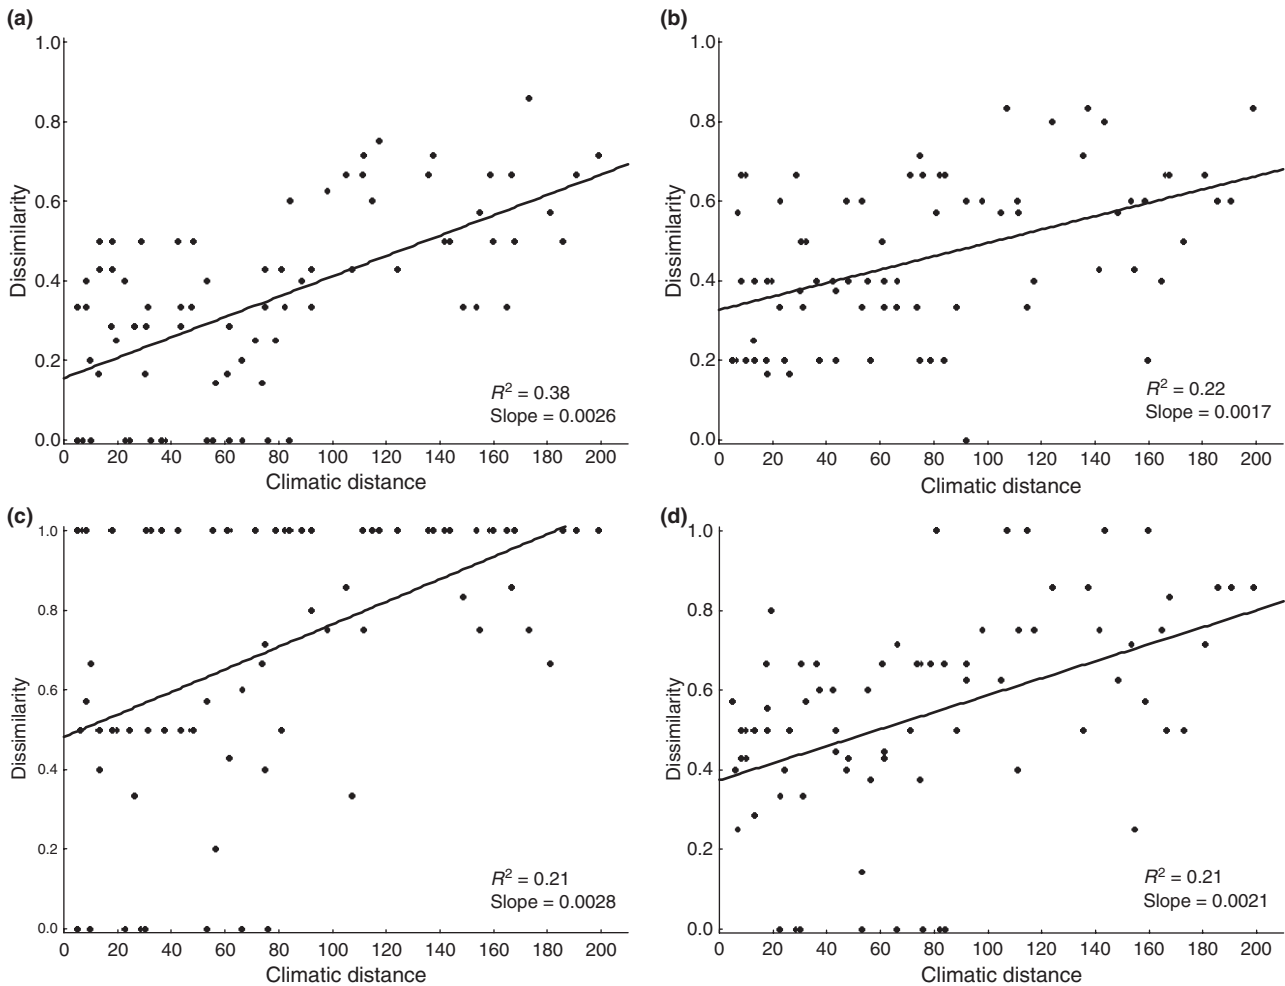 (a)
1.0
0.8
0.6
0.4
0.2
0.0
Dissimilarity
R² = 0.38
Slope = 0.0026
0 20 40 60 80 100 120 140 160 180 200
Climatic distance
(b)
1.0
0.8
0.6
0.4
0.2
0.0
Dissimilarity
R² = 0.22
Slope = 0.0017
0 20 40 60 80 100 120 140 160 180 200
Climatic distance
(c)
1.0
0.8
0.6
0.4
0.2
0.0
Dissimilarity
R² = 0.21
Slope = 0.0028
0 20 40 60 80 100 120 140 160 180 200
Climatic distance
(d)
1.0
0.8
0.6
0.4
0.2
0.0
Dissimilarity
R² = 0.21
Slope = 0.0021
0 20 40 60 80 100 120 140 160 180 200
Climatic distance